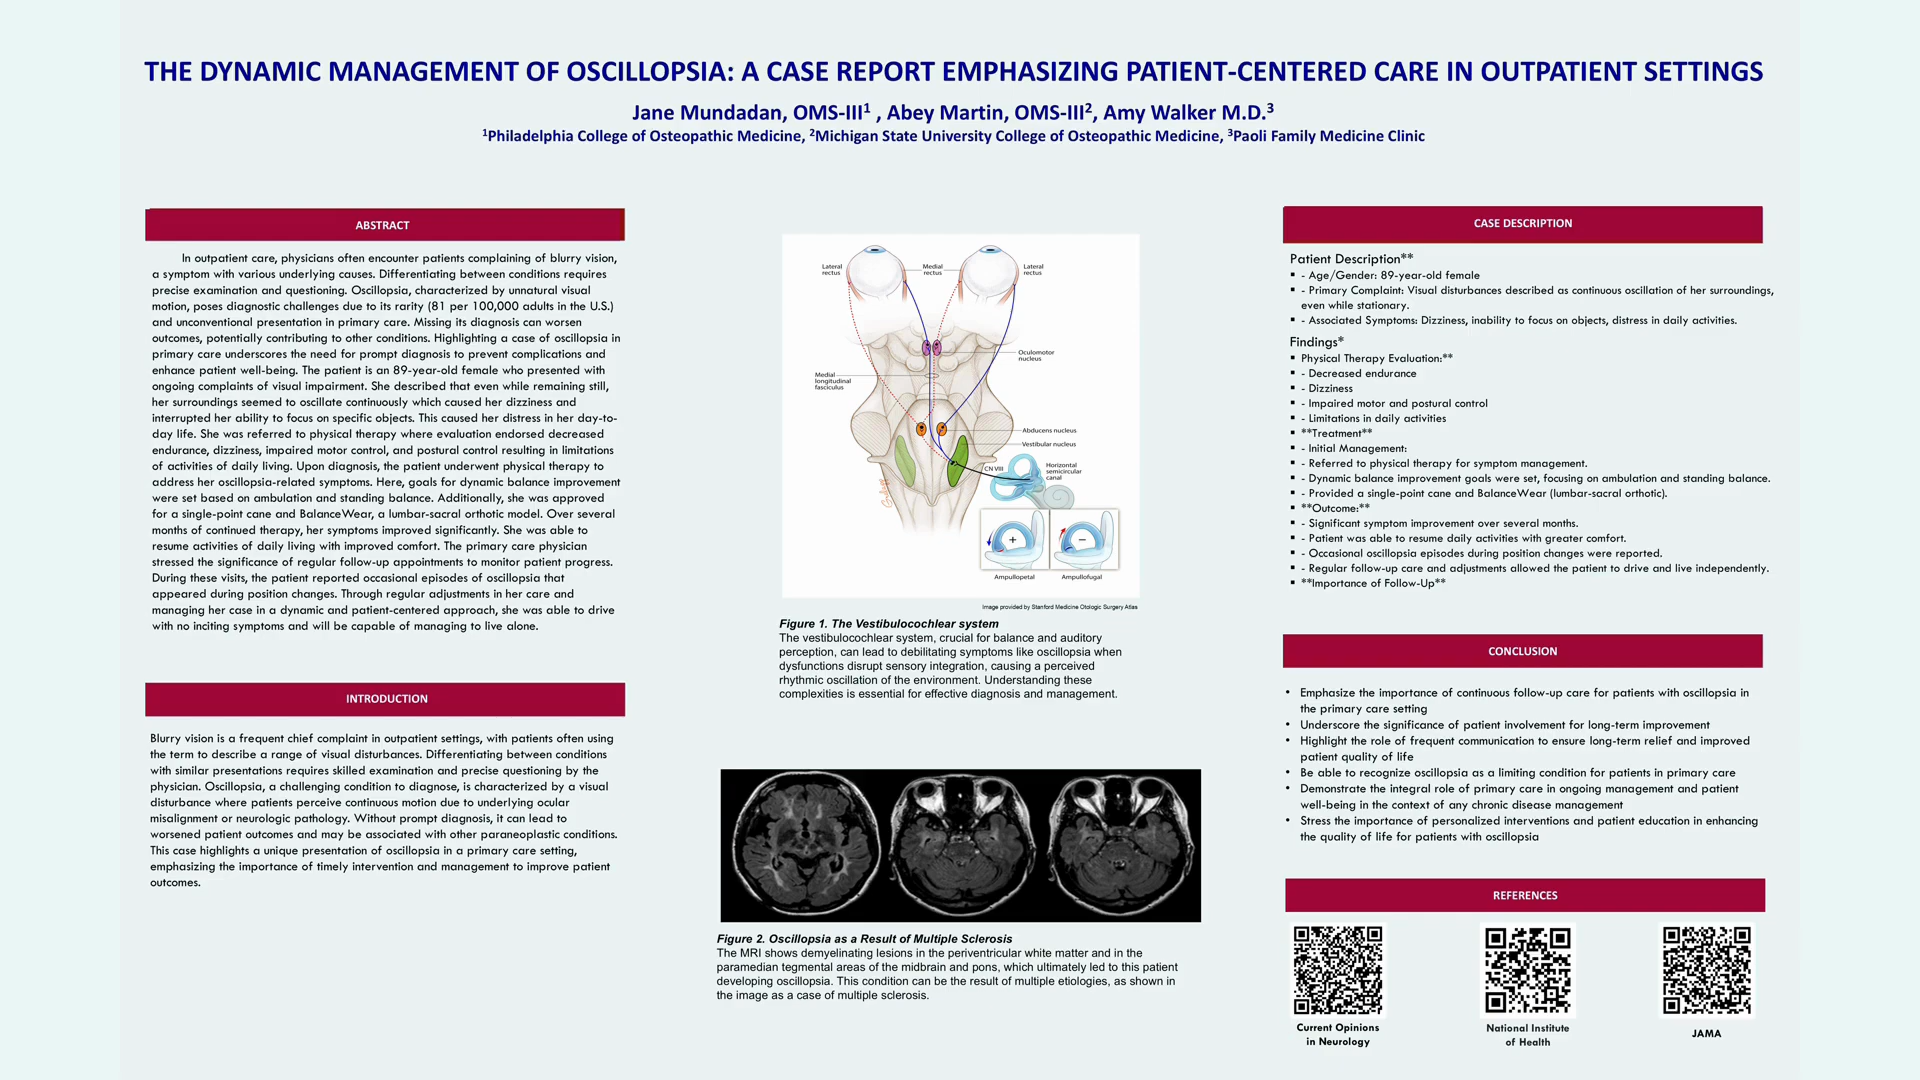 THE DYNAMIC MANAGEMENT OF OSCILLOPSIA: A CASE REPORT EMPHASIZING PATIENT-CENTERED CARE IN OUTPATIENT SETTINGS
Jane Mundadan, OMS-III1 , Abey Martin, OMS-III2, Amy Walker M.D.3
1Philadelphia College of Osteopathic Medicine, 2Michigan State University College of Osteopathic Medicine, 3Paoli Family Medicine Clinic
ABSTRACT
In outpatient care, physicians often encounter patients complaining of blurry vision,
a symptom with various underlying causes. Differentiating between conditions requires
precise examination and questioning. Oscillopsia, characterized by unnatural visual
motion, poses diagnostic challenges due to its rarity (81 per 100,000 adults in the U.S.)
and unconventional presentation in primary care. Missing its diagnosis can worsen
outcomes, potentially contributing to other conditions. Highlighting a case of oscillopsia in
primary care underscores the need for prompt diagnosis to prevent complications and
enhance patient well-being. The patient is an 89-year-old female who presented with
ongoing complaints of visual impairment. She described that even while remaining still,
her surroundings seemed to oscillate continuously which caused her dizziness and
interrupted her ability to focus on specific objects. This caused her distress in her day-to-
day life. She was referred to physical therapy where evaluation endorsed decreased
endurance, dizziness, impaired motor control, and postural control resulting in limitations
of activities of daily living. Upon diagnosis, the patient underwent physical therapy to
address her oscillopsia-related symptoms. Here, goals for dynamic balance improvement
were set based on ambulation and standing balance. Additionally, she was approved
for a single-point cane and BalanceWear, a lumbar-sacral orthotic model. Over several
months of continued therapy, her symptoms improved significantly. She was able to
resume activities of daily living with improved comfort. The primary care physician
stressed the significance of regular follow-up appointments to monitor patient progress.
During these visits, the patient reported occasional episodes of oscillopsia that
appeared during position changes. Through regular adjustments in her care and
managing her case in a dynamic and patient-centered approach, she was able to drive
with no inciting symptoms and will be capable of managing to live alone.
INTRODUCTION
Blurry vision is a frequent chief complaint in outpatient settings, with patients often using
the term to describe a range of visual disturbances. Differentiating between conditions
with similar presentations requires skilled examination and precise questioning by the
physician. Oscillopsia, a challenging condition to diagnose, is characterized by a visual
disturbance where patients perceive continuous motion due to underlying ocular
misalignment or neurologic pathology. Without prompt diagnosis, it can lead to
worsened patient outcomes and may be associated with other paraneoplastic conditions.
This case highlights a unique presentation of oscillopsia in a primary care setting,
emphasizing the importance of timely intervention and management to improve patient
outcomes.
Lateral
rectus
Medial
rectus
Lateral
rectus
Oculomotor
nucleus
Medial
longitudinal
fasciculus
Abducens nucleus
Vestibular nucleus
CN VIII
Horizontal
semicircular
canal
+
−
Ampullopetal
Ampullofugal
Image provided by Stanford Medicine Otologic Surgery Atlas
Figure 1. The Vestibulocochlear system
The vestibulocochlear system, crucial for balance and auditory
perception, can lead to debilitating symptoms like oscillopsia when
dysfunctions disrupt sensory integration, causing a perceived
rhythmic oscillation of the environment. Understanding these
complexities is essential for effective diagnosis and management.
Figure 2. Oscillopsia as a Result of Multiple Sclerosis
The MRI shows demyelinating lesions in the periventricular white matter and in the
paramedian tegmental areas of the midbrain and pons, which ultimately led to this patient
developing oscillopsia. This condition can be the result of multiple etiologies, as shown in
the image as a case of multiple sclerosis.
CASE DESCRIPTION
Patient Description**
▪ - Age/Gender: 89-year-old female
▪ - Primary Complaint: Visual disturbances described as continuous oscillation of her surroundings,
even while stationary.
▪ - Associated Symptoms: Dizziness, inability to focus on objects, distress in daily activities.
Findings*
▪ Physical Therapy Evaluation:**
▪ - Decreased endurance
▪ - Dizziness
▪ - Impaired motor and postural control
▪ - Limitations in daily activities
▪ **Treatment**
▪ - Initial Management:
▪ - Referred to physical therapy for symptom management.
▪ - Dynamic balance improvement goals were set, focusing on ambulation and standing balance.
▪ - Provided a single-point cane and BalanceWear (lumbar-sacral orthotic).
▪ **Outcome:**
▪ - Significant symptom improvement over several months.
▪ - Patient was able to resume daily activities with greater comfort.
▪ - Occasional oscillopsia episodes during position changes were reported.
▪ - Regular follow-up care and adjustments allowed the patient to drive and live independently.
▪ **Importance of Follow-Up**
CONCLUSION
• Emphasize the importance of continuous follow-up care for patients with oscillopsia in
the primary care setting
• Underscore the significance of patient involvement for long-term improvement
• Highlight the role of frequent communication to ensure long-term relief and improved
patient quality of life
• Be able to recognize oscillopsia as a limiting condition for patients in primary care
• Demonstrate the integral role of primary care in ongoing management and patient
well-being in the context of any chronic disease management
• Stress the importance of personalized interventions and patient education in enhancing
the quality of life for patients with oscillopsia
REFERENCES
Current Opinions
in Neurology
National Institute
of Health
JAMA